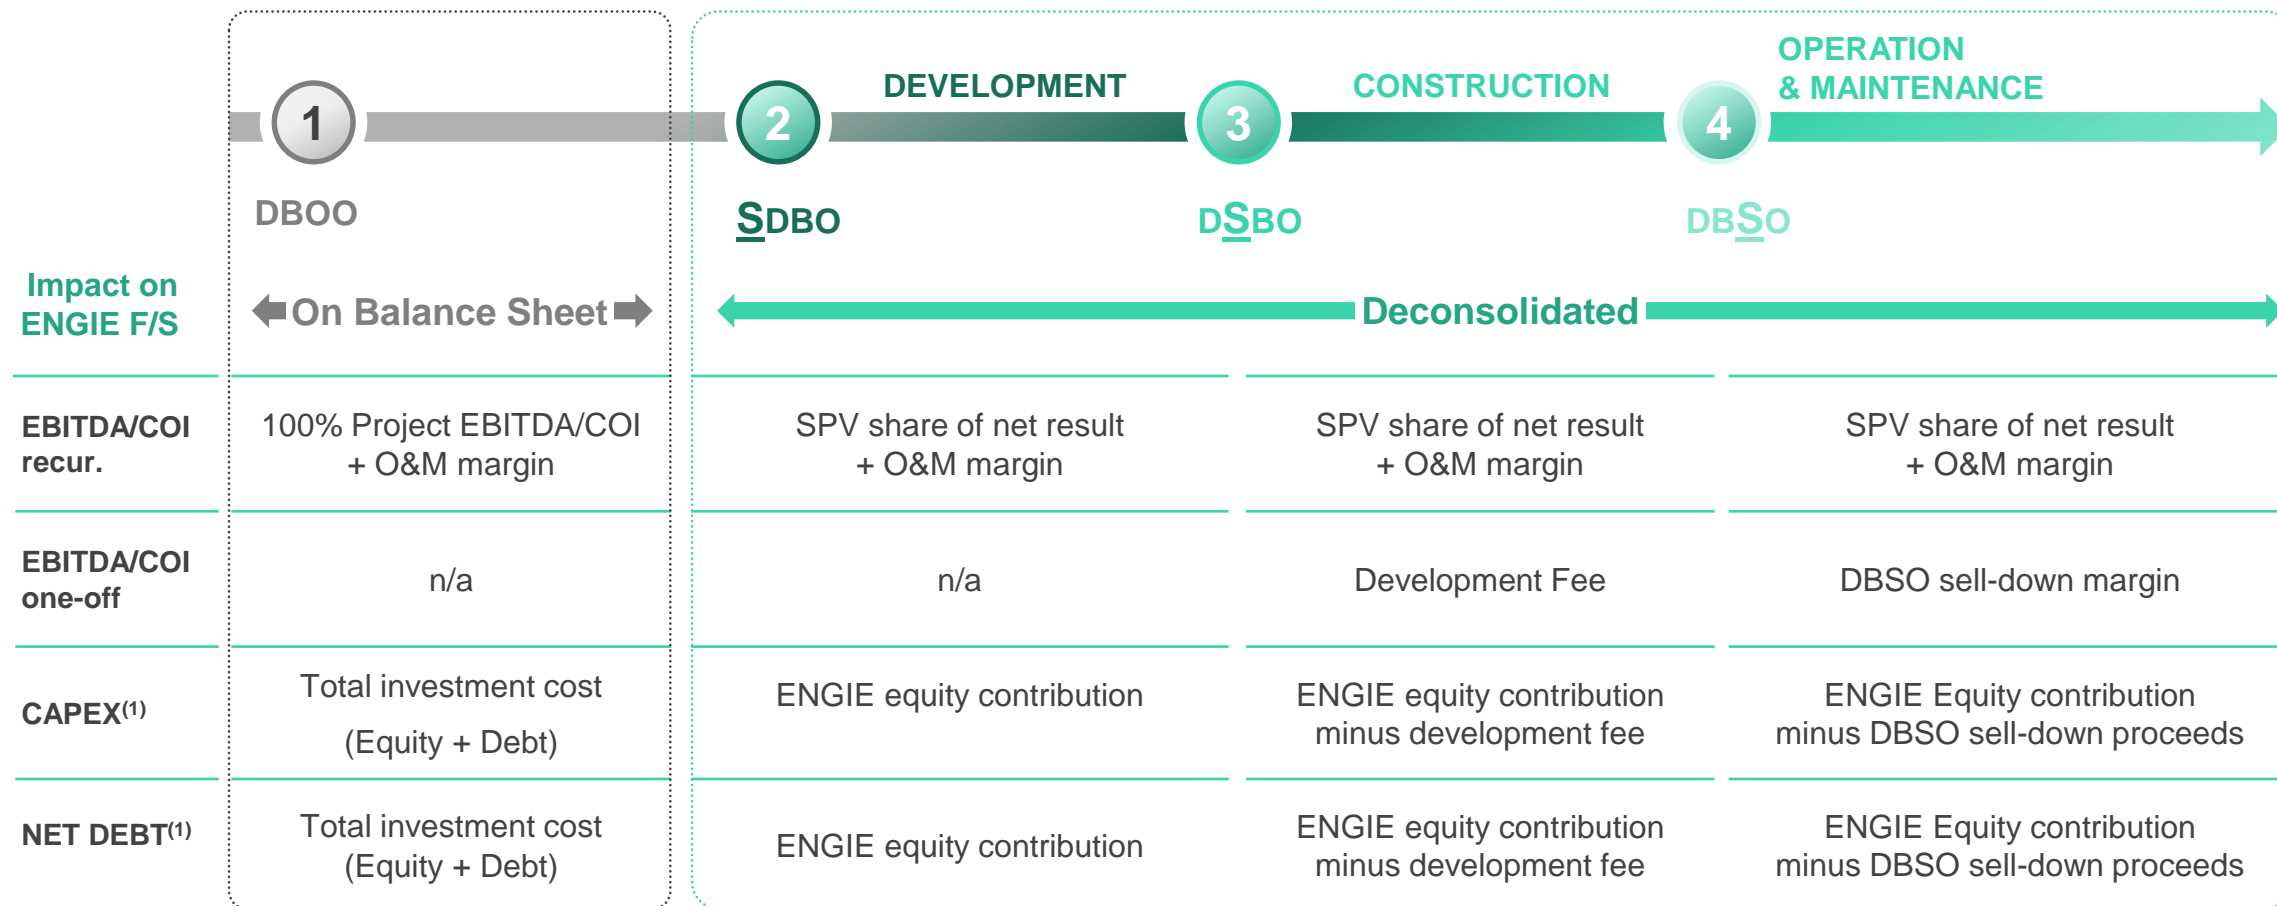 DEVELOPMENT
CONSTRUCTION
OPERATION
& MAINTENANCE
1
2
3
4
DBOO
SDBO
DSBO
DBSO
Impact on
ENGIE F/S
On Balance Sheet
Deconsolidated
EBITDA/COI
recur.
100% Project EBITDA/COI
+ O&M margin
SPV share of net result
+ O&M margin
SPV share of net result
+ O&M margin
SPV share of net result
+ O&M margin
EBITDA/COI
one-off
n/a
n/a
Development Fee
DBSO sell-down margin
CAPEX(1)
Total investment cost
(Equity + Debt)
ENGIE equity contribution
ENGIE equity contribution
minus development fee
ENGIE Equity contribution
minus DBSO sell-down proceeds
NET DEBT(1)
Total investment cost
(Equity + Debt)
ENGIE equity contribution
ENGIE equity contribution
minus development fee
ENGIE Equity contribution
minus DBSO sell-down proceeds